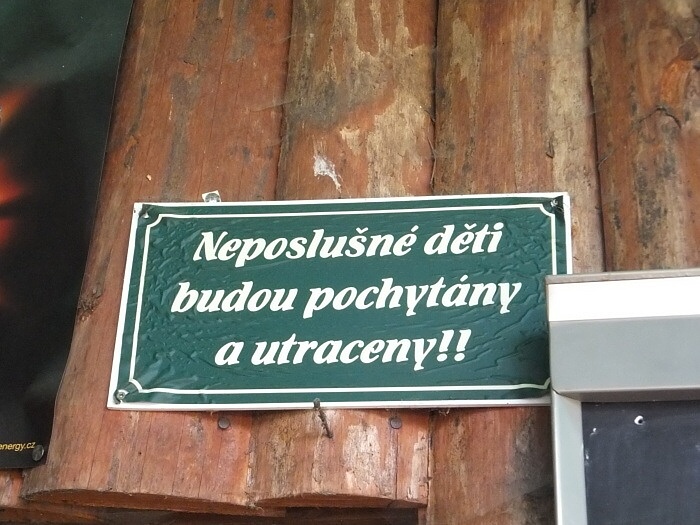 Neposlušné děti
budou pochytány
a utraceny!!
energy.cz